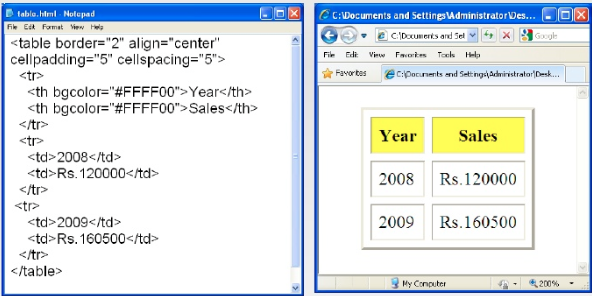 table.html - Notepad
File Edit Format View Help
<table border="2" align="center"
cellpadding="5" cellspacing="5">
<tr>
<th bgcolor="#FFFF00">Year</th>
<th bgcolor="#FFFF00">Sales</th>
</tr>
<tr>
<td>2008</td>
<td>Rs.120000</td>
</tr>
<tr>
<td>2009</td>
<td>Rs.160500</td>
</tr>
</table>
C:\Documents and Settings\Administrator\Des...
C:\Documents and Set
Google
File Edit View Favorites Tools Help
Favorites C:\Documents and Settings\Administrator\Desk...
Year Sales
2008 Rs.120000
2009 Rs.160500
My Computer 200%